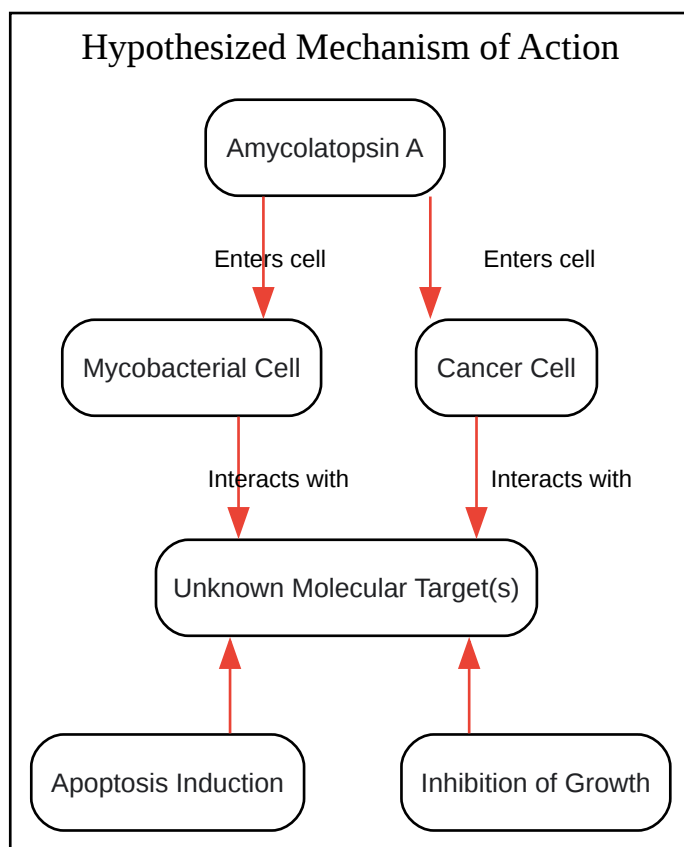 Hypothesized Mechanism of Action
Amycolatopsin A
Enters cell
Enters cell
Mycobacterial Cell
Cancer Cell
Interacts with
Interacts with
Unknown Molecular Target(s)
Apoptosis Induction
Inhibition of Growth